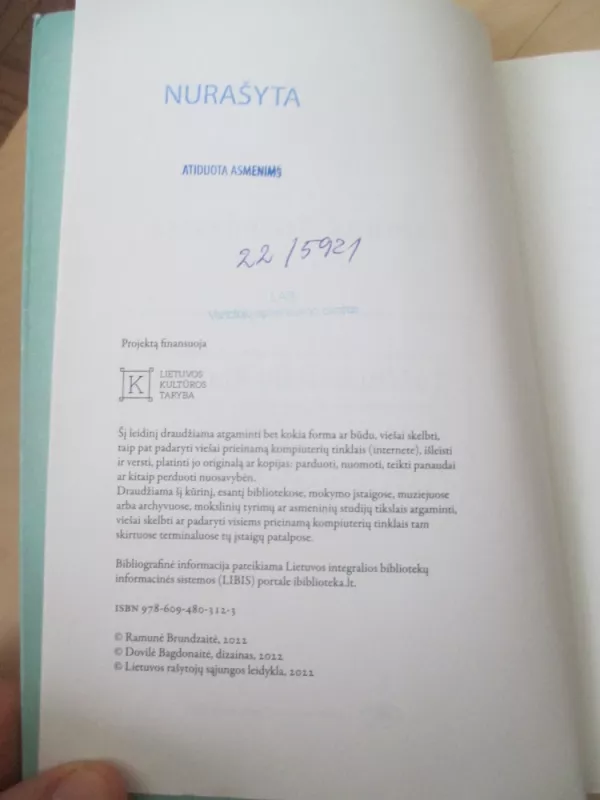 NURAŠYTA
ATIDUOTA ASMENIMS
22/5921
Projektą finansuoja
K
LIETUVOS
KULTŪROS
TARYBA
Šį leidinį draudžiama atgaminti bet kokia forma ar būdu, viešai skelbti,
taip pat padaryti viešai prieinamą kompiuterių tinklais (internete), išleisti
ir versti, platinti jo originalą ar kopijas: parduoti, nuomoti, teikti panaudai
ar kitaip perduoti nuosavybėn.
Draudžiama šį kūrinį, esantį bibliotekose, mokymo įstaigose, muziejuose
arba archyvuose, mokslinių tyrimų ar asmeninių studijų tikslais atgaminti,
viešai skelbti ar padaryti visiems prieinamą kompiuterių tinklais tam
skirtuose terminaluose tų įstaigų patalpose.
Bibliografinė informacija pateikiama Lietuvos integralios bibliotekų
informacinės sistemos (LIBIS) portale ibiblioteka.lt.
ISBN 978-609-480-312-3
© Ramunė Brundzaitė, 2022
© Dovilė Bagdonaitė, dizainas, 2022
© Lietuvos rašytojų sąjungos leidykla, 2022